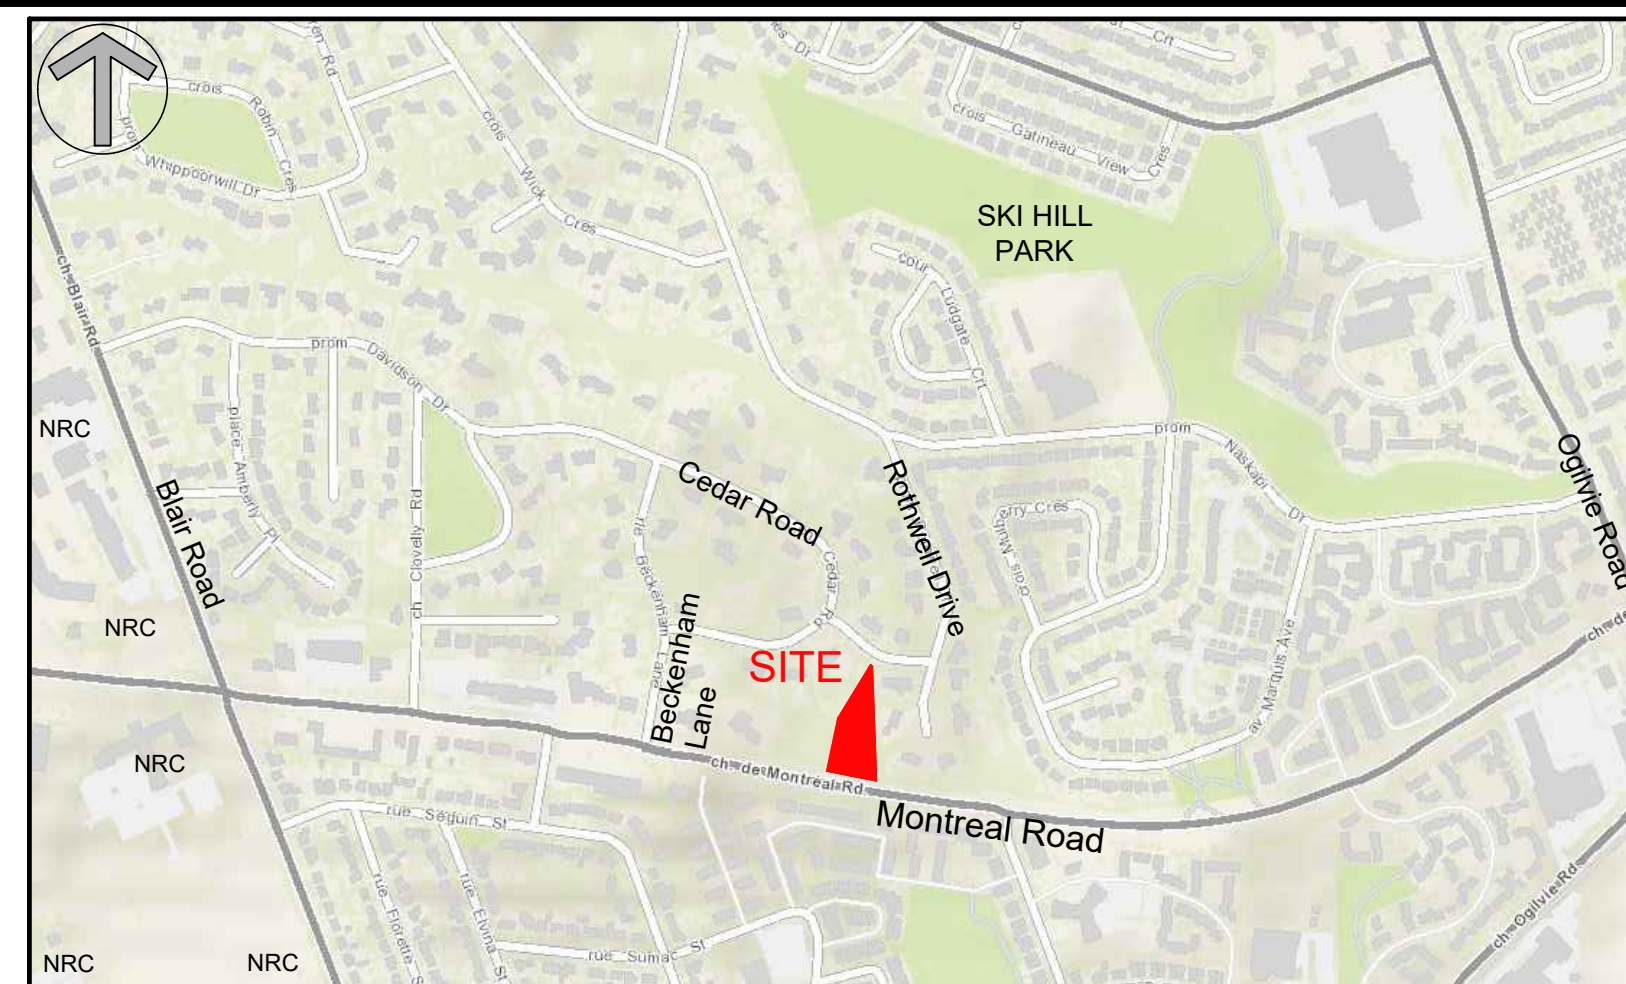 Crt
crois
Robin
Cres
prom
Whippoorwill Dr
crois
Wick
Cres
crois
Gatineau
View
Cres
SKI HILL
PARK
ch. Blair Rd
cour
Ludgate
Crt
prom
Davidson
Dr
place
Amberly
Pl
NRC
Blair Road
ch
Clovelly
Rd
Cedar Road
Cedar
Rd
Rothwell Drive
prom
Naskapi
Dr
Ogilvie Road
Beckenham
Lane
Beckenham
Lane
SITE
NRC
av. Marquis Ave
NRC
ch. de Montréal Rd
Montreal Road
rue Seguin St
rue
Florette
rue
Elvina
St
rue Sumac St
ch Ogilvie Rd
NRC
NRC